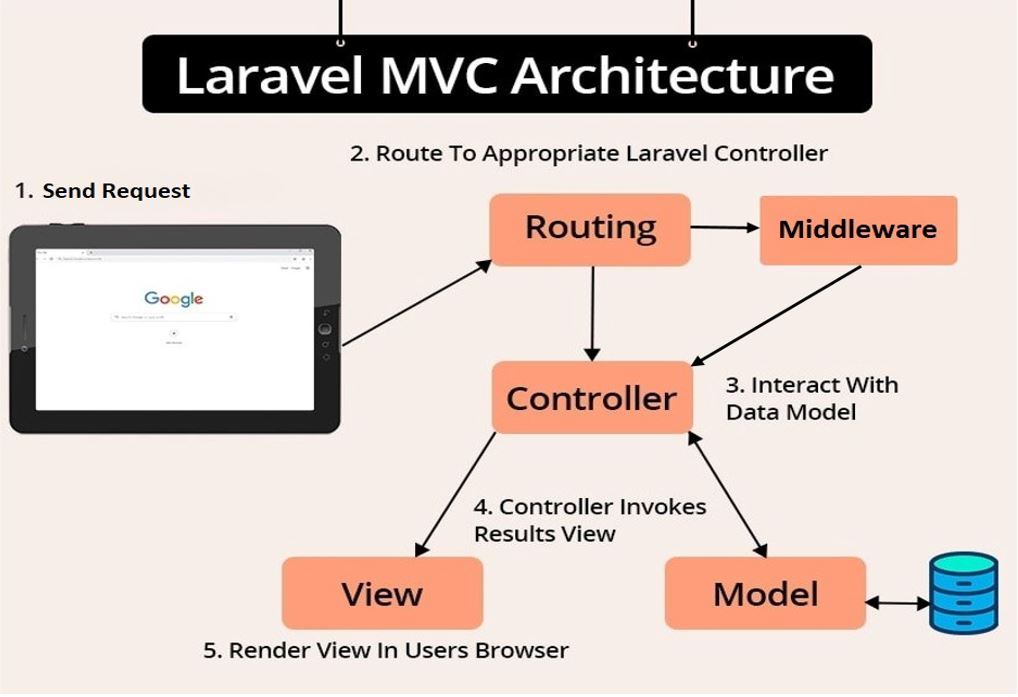 Laravel MVC Architecture
2. Route To Appropriate Laravel Controller
1. Send Request
Routing
Middleware
Google
Controller
3. Interact With
Data Model
4. Controller Invokes
Results View
View
Model
5. Render View In Users Browser